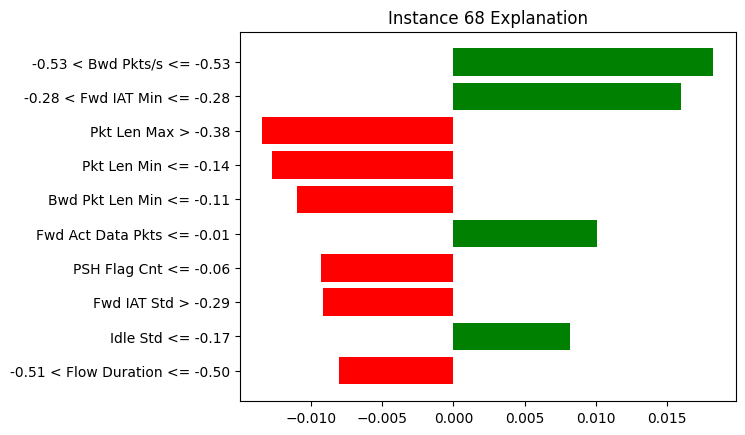 Instance 68 Explanation
-0.53 < Bwd Pkts/s <= -0.53
-0.28 < Fwd IAT Min <= -0.28
Pkt Len Max > -0.38
Pkt Len Min <= -0.14
Bwd Pkt Len Min <= -0.11
Fwd Act Data Pkts <= -0.01
PSH Flag Cnt <= -0.06
Fwd IAT Std > -0.29
Idle Std <= -0.17
-0.51 < Flow Duration <= -0.50
−0.010 −0.005 0.000 0.005 0.010 0.015